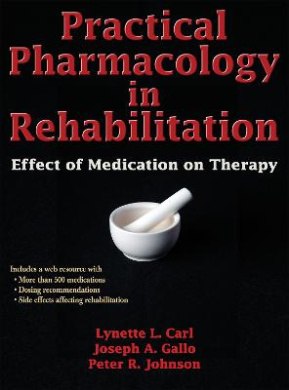 Practical
Pharmacology
in
Rehabilitation
Effect of Medication on Therapy
Includes a web resource with
• More than 500 medications
• Dosing recommendations
• Side effects affecting rehabilitation
Lynette L. Carl
Joseph A. Gallo
Peter R. Johnson